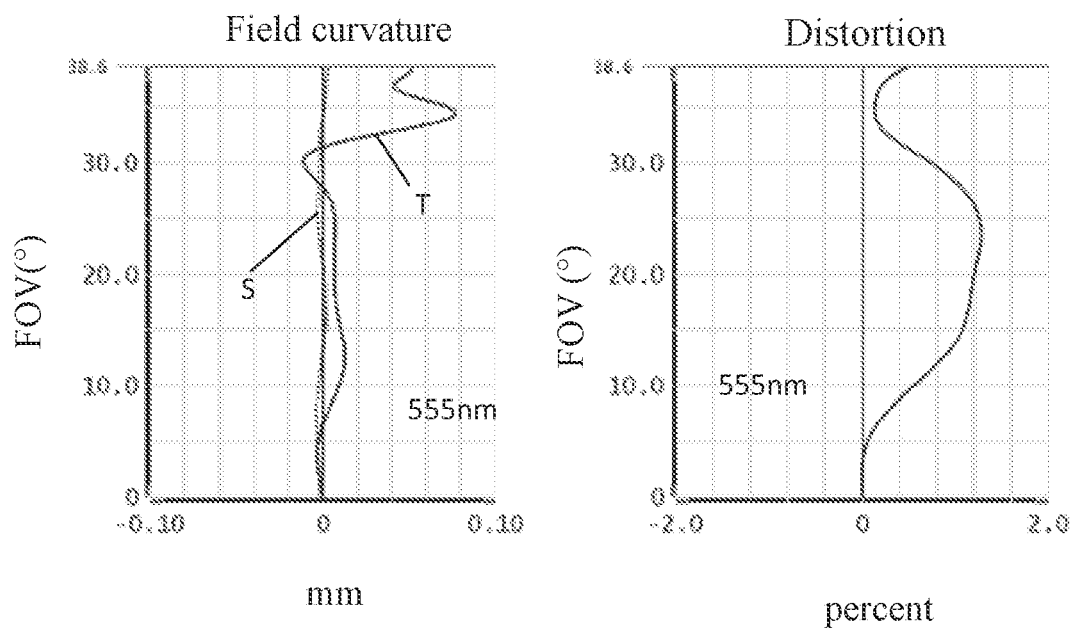 Field curvature
38.6
30.0
20.0
10.0
0
-0.10
0
0.10
FOV(°)
S
T
555nm
mm
Distortion
38.6
30.0
20.0
10.0
0
-2.0
0
2.0
FOV (°)
555nm
percent